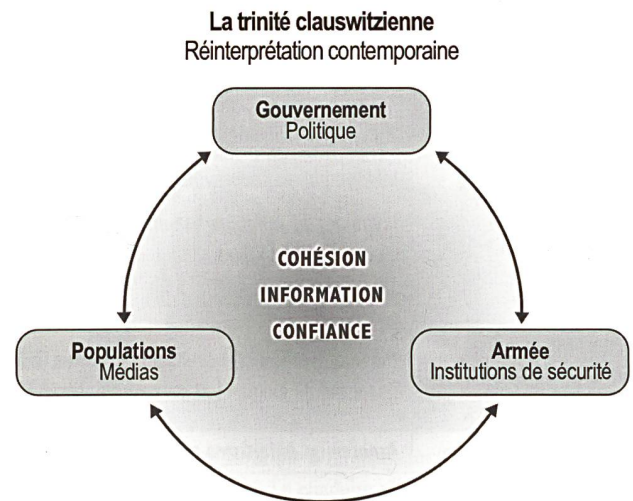 La trinité clauswitzienne
Réinterprétation contemporaine
Gouvernement
Politique
COHÉSION
INFORMATION
CONFIANCE
Populations
Médias
Armée
Institutions de sécurité